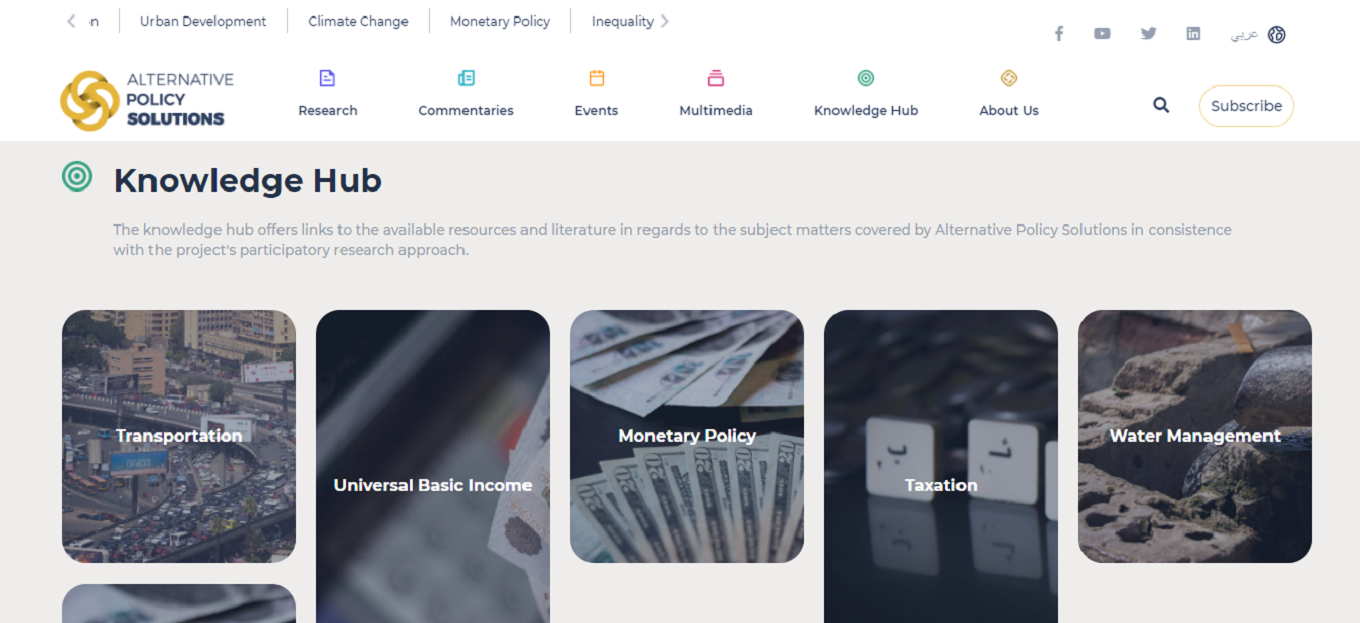 Urban Development
Climate Change
Monetary Policy
Inequality
عربي
ALTERNATIVE
POLICY
SOLUTIONS
Research
Commentaries
Events
Multimedia
Knowledge Hub
About Us
Subscribe
Knowledge Hub
The knowledge hub offers links to the available resources and literature in regards to the subject matters covered by Alternative Policy Solutions in consistence
with the project's participatory research approach.
Transportation
Universal Basic Income
Monetary Policy
Taxation
Water Management